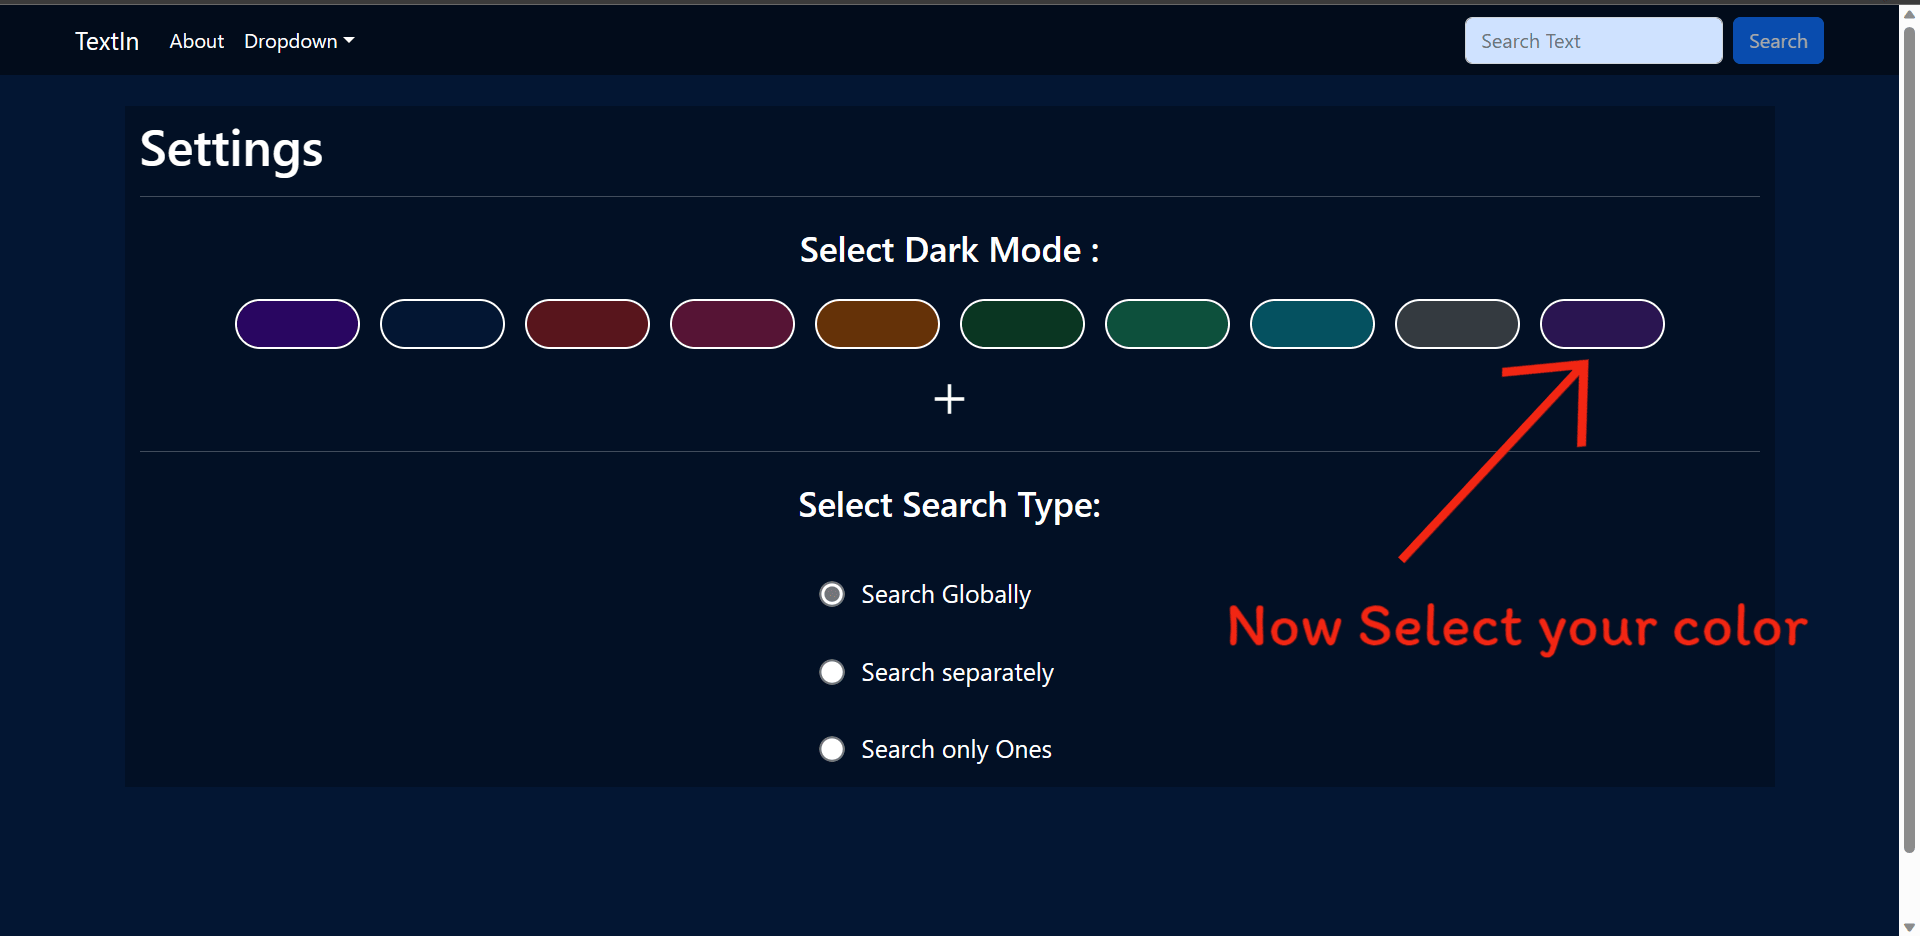 TextIn About Dropdown Search Text Search
Settings
Select Dark Mode :
Select Search Type:
Search Globally
Now Select your color
Search separately
Search only Ones